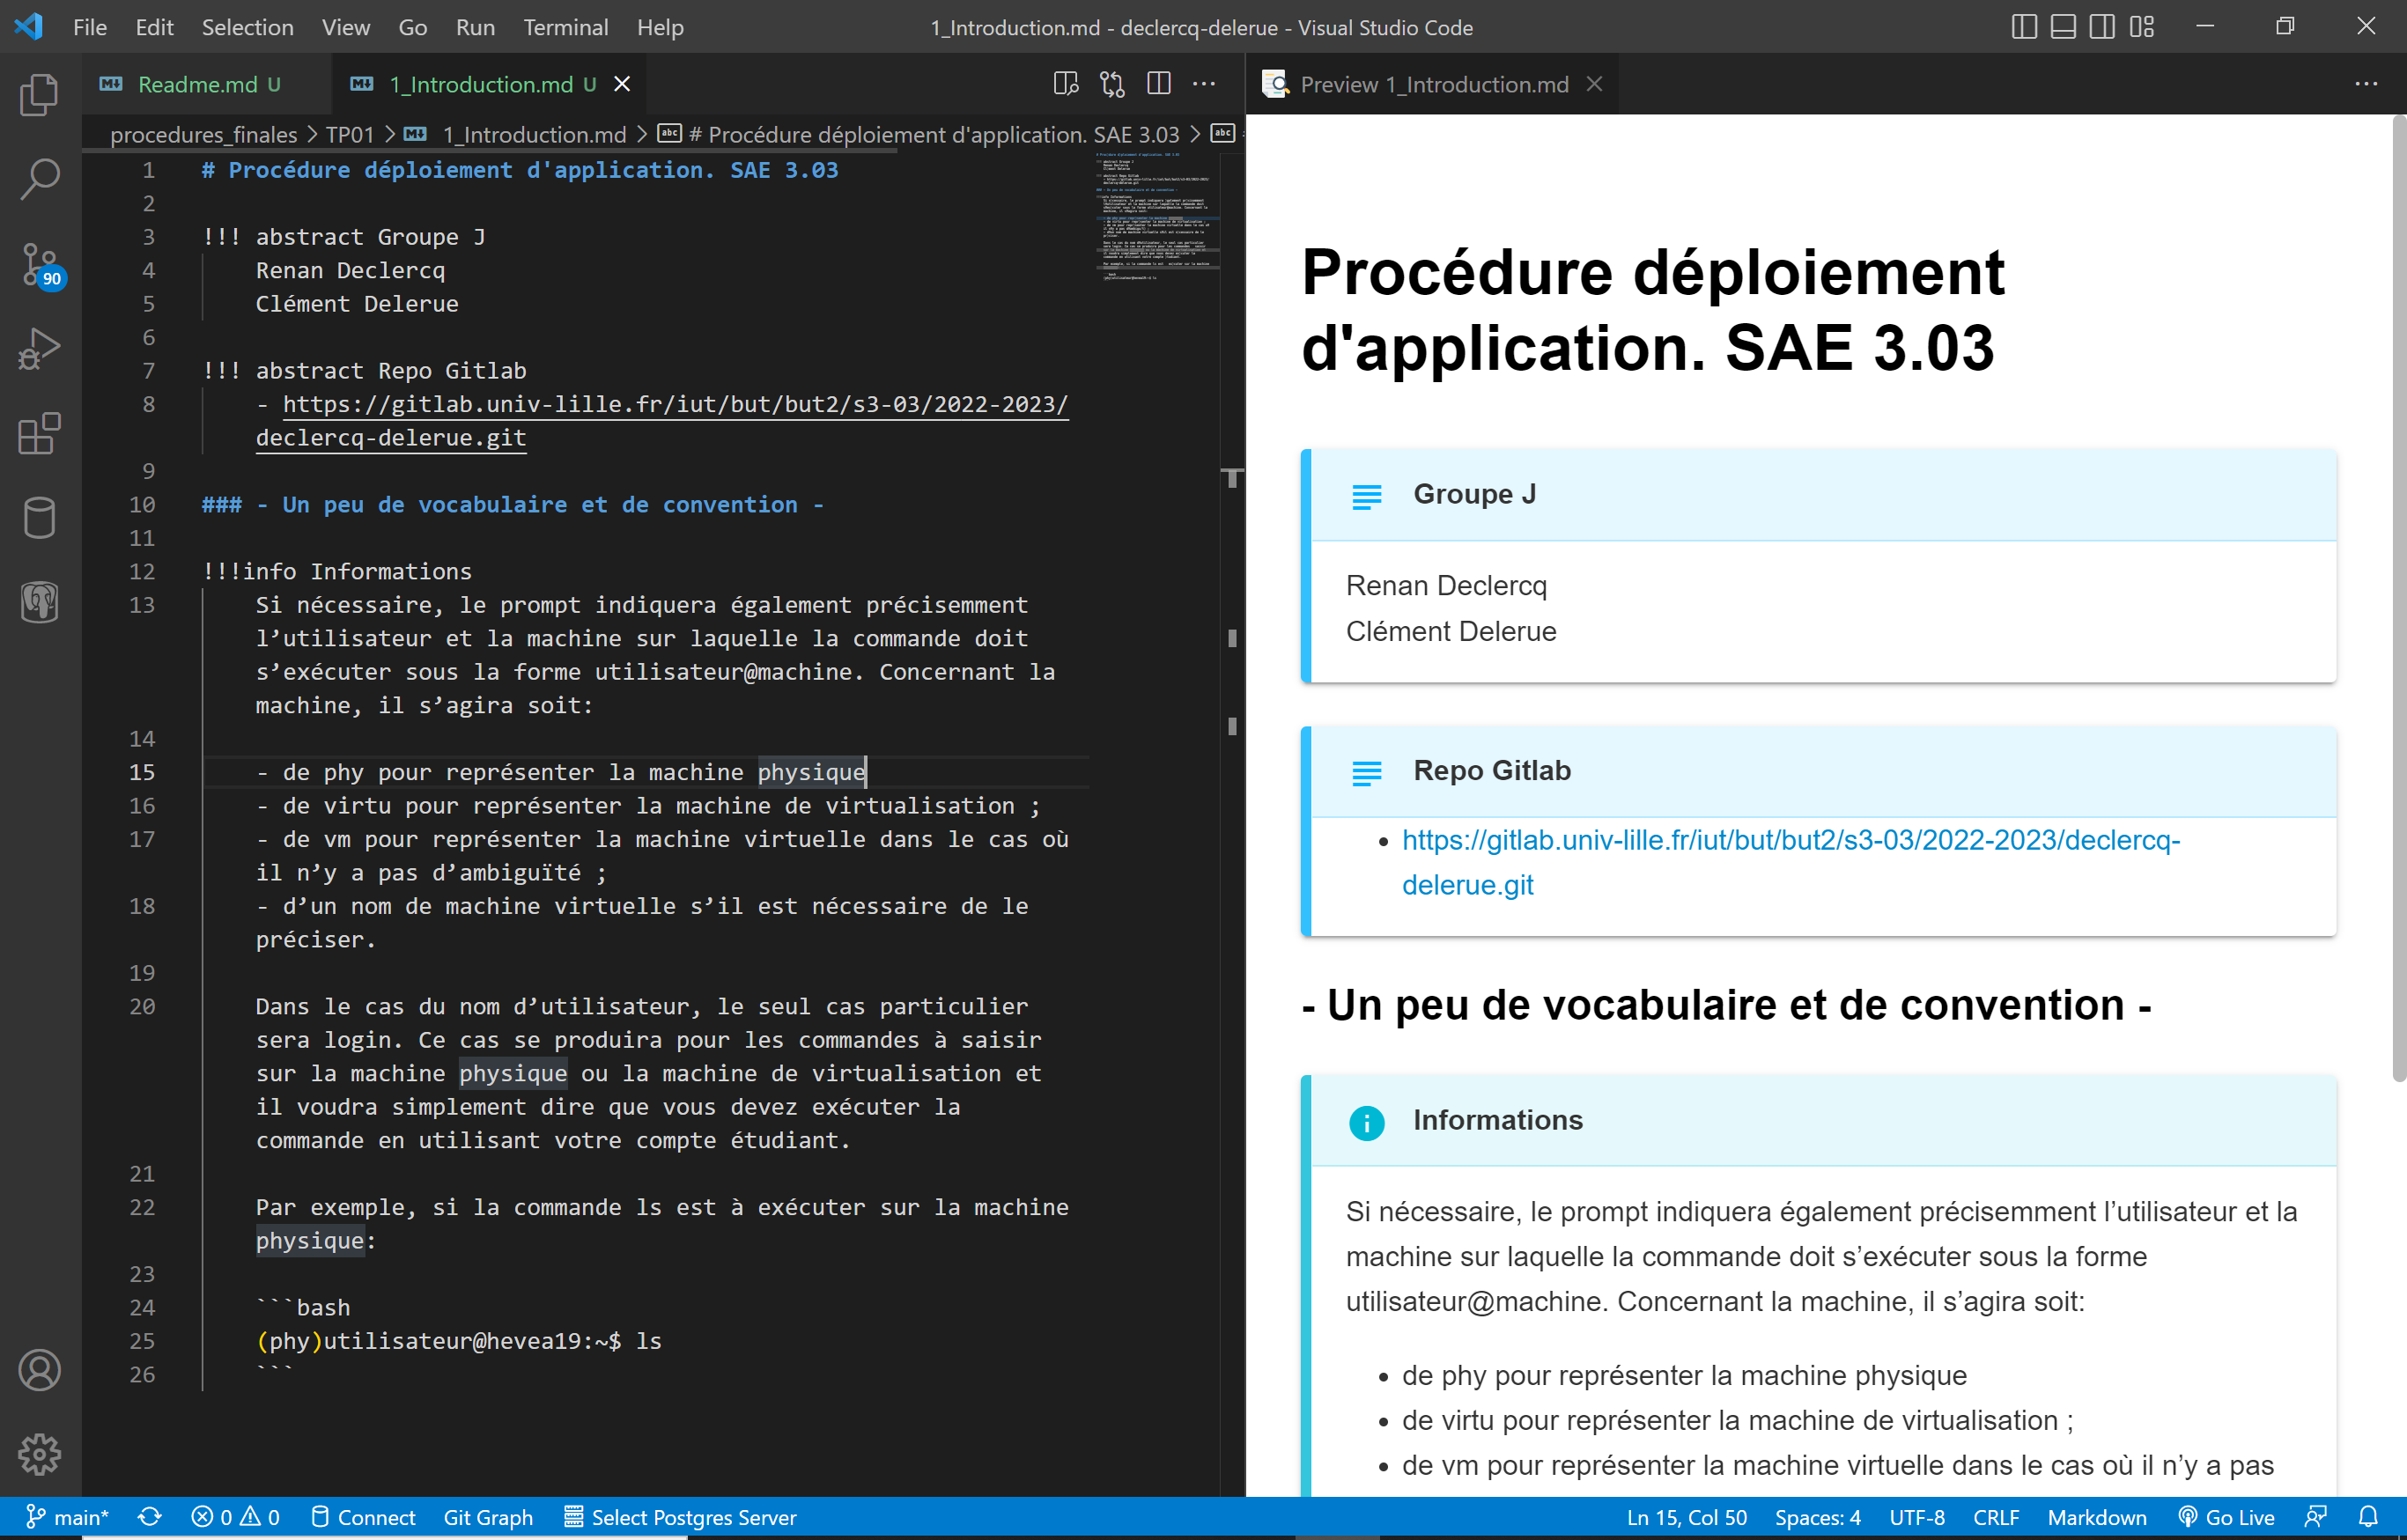 File Edit Selection View Go Run Terminal Help
1_Introduction.md - declercq-delerue - Visual Studio Code
Readme.md U
1_Introduction.md U
Preview 1_Introduction.md
procedures_finales > TP01 > 1_Introduction.md > # Procédure déploiement d'application. SAE 3.03 >
90
1 # Procédure déploiement d'application. SAE 3.03
2
3 !!! abstract Groupe J
4 Renan Declercq
5 Clément Delerue
6
7 !!! abstract Repo Gitlab
8 - https://gitlab.univ-lille.fr/iut/but/but2/s3-03/2022-2023/
declercq-delerue.git
9
10 ### - Un peu de vocabulaire et de convention -
11
12 !!!info Informations
13 Si nécessaire, le prompt indiquera également précisemment
l’utilisateur et la machine sur laquelle la commande doit
s’exécuter sous la forme utilisateur@machine. Concernant la
machine, il s’agira soit:
14
15 - de phy pour représenter la machine physique
16 - de virtu pour représenter la machine de virtualisation ;
17 - de vm pour représenter la machine virtuelle dans le cas où
il n’y a pas d’ambiguïté ;
18 - d’un nom de machine virtuelle s’il est nécessaire de le
préciser.
19
20 Dans le cas du nom d’utilisateur, le seul cas particulier
sera login. Ce cas se produira pour les commandes à saisir
sur la machine physique ou la machine de virtualisation et
il voudra simplement dire que vous devez exécuter la
commande en utilisant votre compte étudiant.
21
22 Par exemple, si la commande ls est à exécuter sur la machine
physique:
23
24 ```bash
25 (phy)utilisateur@hevea19:~$ ls
26 ```
Procédure déploiement
d'application. SAE 3.03
Groupe J
Renan Declercq
Clément Delerue
Repo Gitlab
• https://gitlab.univ-lille.fr/iut/but/but2/s3-03/2022-2023/declercq-
delerue.git
- Un peu de vocabulaire et de convention -
Informations
Si nécessaire, le prompt indiquera également précisemment l’utilisateur et la
machine sur laquelle la commande doit s’exécuter sous la forme
utilisateur@machine. Concernant la machine, il s’agira soit:
• de phy pour représenter la machine physique
• de virtu pour représenter la machine de virtualisation ;
• de vm pour représenter la machine virtuelle dans le cas où il n’y a pas
main* 0 0 Connect Git Graph Select Postgres Server
Ln 15, Col 50 Spaces: 4 UTF-8 CRLF Markdown Go Live